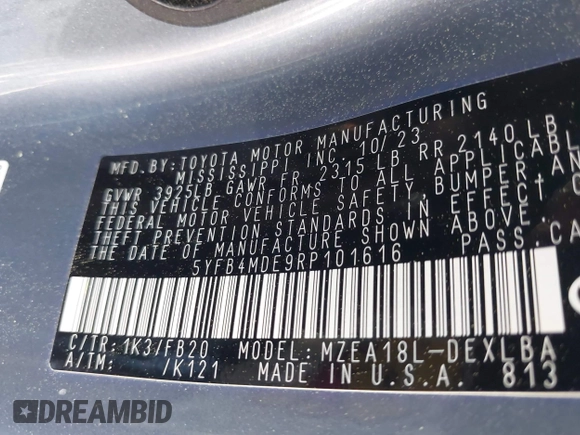 MFD. BY: TOYOTA MOTOR MANUFACTURING
MISSISSIPPI INC. 10/23
GVWR 3925LB GAWR FR 2315 LB RR 2140 LB
THIS VEHICLE CONFORMS TO ALL APPLICABL
FEDERAL MOTOR VEHICLE SAFETY, BUMPER, AN
THEFT PREVENTION STANDARDS IN EFFECT O
THE DATE OF MANUFACTURE SHOWN ABOVE.
5YFB4MDE9RP101616 PASS.CA
C/TR: 1K3/FB20 MODEL: MZEA18L-DEXLBA
A/TM: /K121 MADE IN U.S.A. 813
DREAMBID